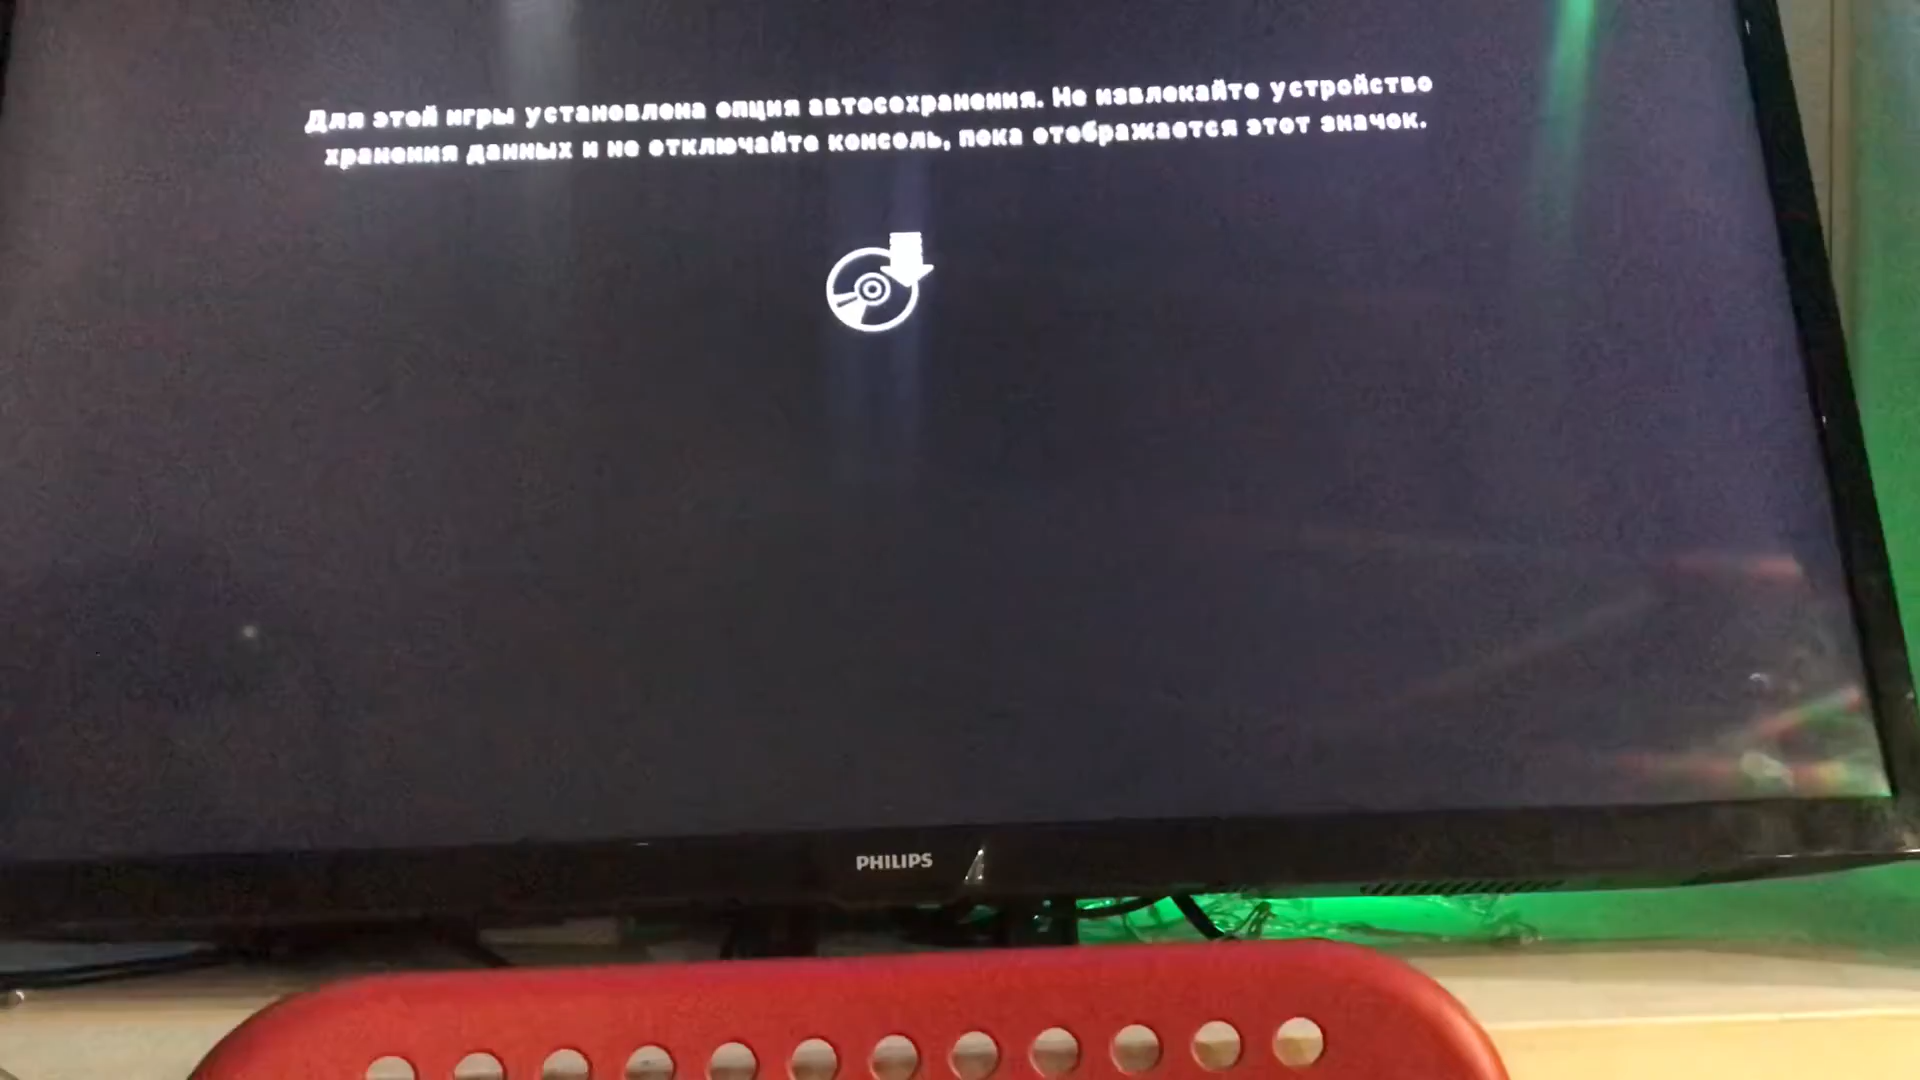 Для этой игры установлена опция автосохранения. Не извлекайте устройство
хранения данных и не отключайте консоль, пока отображается этот значок.
PHILIPS